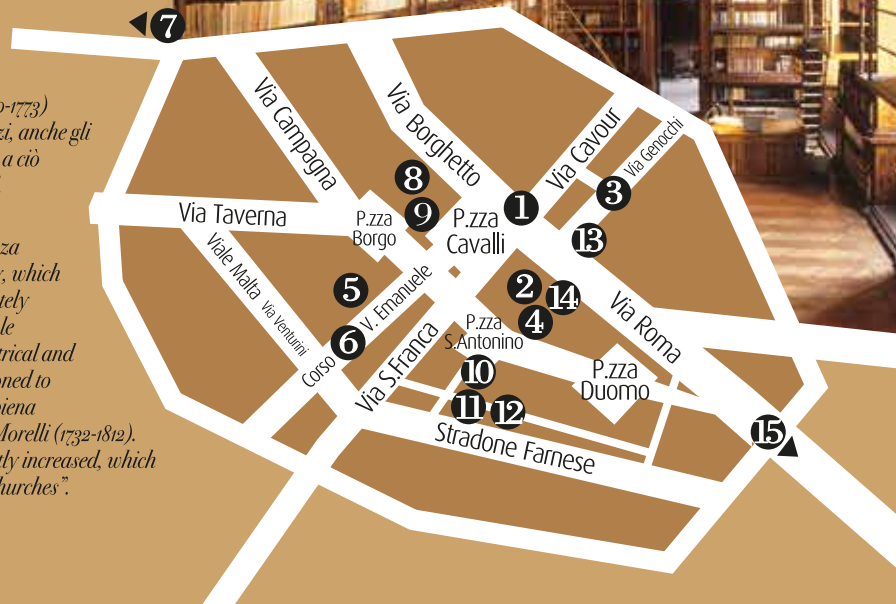 7
-1773)
zi, anche gli
a ciò
za
, which
tely
le
trical and
oned to
biena
Morelli (1732-1812).
tly increased, which
churches”.
Via Campagna
Via Borghetto
Via Cavour
Via Genocchi
8
9
1
3
Via Taverna
P.zza
Borgo
P.zza
Cavalli
13
Viale Malta
Via Venturini
5
2
14
4
Corso V. Emanuele
6
Via S.Franca
P.zza
S.Antonino
Via Roma
10
P.zza
Duomo
11
12
Stradone Farnese
15